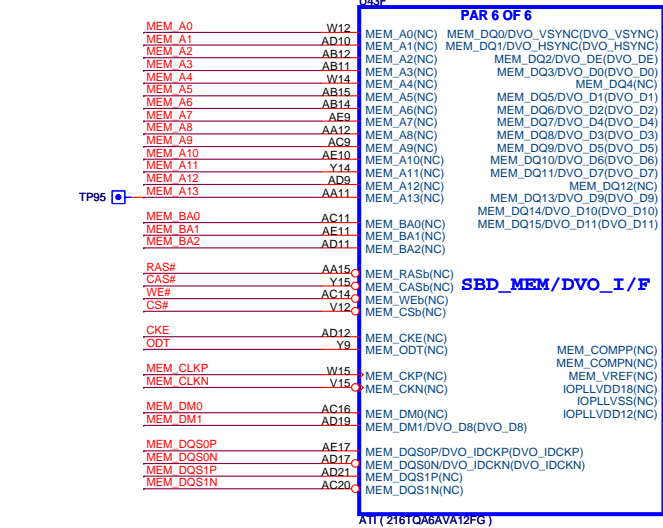 U43F
PAR 6 OF 6
MEM_A0 W12 MEM_A0(NC) MEM_DQ0/DVO_VSYNC(DVO_VSYNC)
MEM_A1 AD10 MEM_A1(NC) MEM_DQ1/DVO_HSYNC(DVO_HSYNC)
MEM_A2 AB12 MEM_A2(NC) MEM_DQ2/DVO_DE(DVO_DE)
MEM_A3 AB11 MEM_A3(NC) MEM_DQ3/DVO_D0(DVO_D0)
MEM_A4 W14 MEM_A4(NC) MEM_DQ4(NC)
MEM_A5 AB15 MEM_A5(NC) MEM_DQ5/DVO_D1(DVO_D1)
MEM_A6 AB14 MEM_A6(NC) MEM_DQ6/DVO_D2(DVO_D2)
MEM_A7 AE9 MEM_A7(NC) MEM_DQ7/DVO_D4(DVO_D4)
MEM_A8 AA12 MEM_A8(NC) MEM_DQ8/DVO_D3(DVO_D3)
MEM_A9 AC9 MEM_A9(NC) MEM_DQ9/DVO_D5(DVO_D5)
MEM_A10 AE10 MEM_A10(NC) MEM_DQ10/DVO_D6(DVO_D6)
MEM_A11 Y14 MEM_A11(NC) MEM_DQ11/DVO_D7(DVO_D7)
MEM_A12 AD9 MEM_A12(NC) MEM_DQ12(NC)
TP95 MEM_A13 AA11 MEM_A13(NC) MEM_DQ13/DVO_D9(DVO_D9)
MEM_DQ14/DVO_D10(DVO_D10)
MEM_BA0 AC11 MEM_BA0(NC) MEM_DQ15/DVO_D11(DVO_D11)
MEM_BA1 AE11 MEM_BA1(NC)
MEM_BA2 AD11 MEM_BA2(NC)
RAS# AA15 MEM_RASb(NC)
CAS# Y15 MEM_CASb(NC) SBD_MEM/DVO_I/F
WE# AC14 MEM_WEb(NC)
CS# V12 MEM_CSb(NC)
CKE AD12 MEM_CKE(NC)
ODT Y9 MEM_ODT(NC) MEM_COMPP(NC)
MEM_COMPN(NC)
MEM_CLKP W15 MEM_CKP(NC) MEM_VREF(NC)
MEM_CLKN V15 MEM_CKN(NC) IOPLLVDD18(NC)
IOPLLVSS(NC)
MEM_DM0 AC16 MEM_DM0(NC) IOPLLVDD12(NC)
MEM_DM1 AD19 MEM_DM1/DVO_D8(DVO_D8)
MEM_DQS0P AE17 MEM_DQS0P/DVO_IDCKP(DVO_IDCKP)
MEM_DQS0N AD17 MEM_DQS0N/DVO_IDCKN(DVO_IDCKN)
MEM_DQS1P AD21 MEM_DQS1P(NC)
MEM_DQS1N AC20 MEM_DQS1N(NC)
ATI ( 216TQA6AVA12FG )